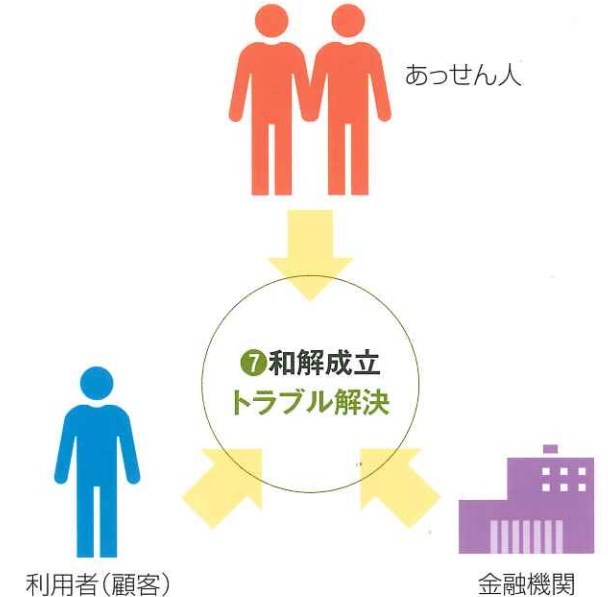 あっせん人
❼和解成立
トラブル解決
利用者(顧客)
金融機関